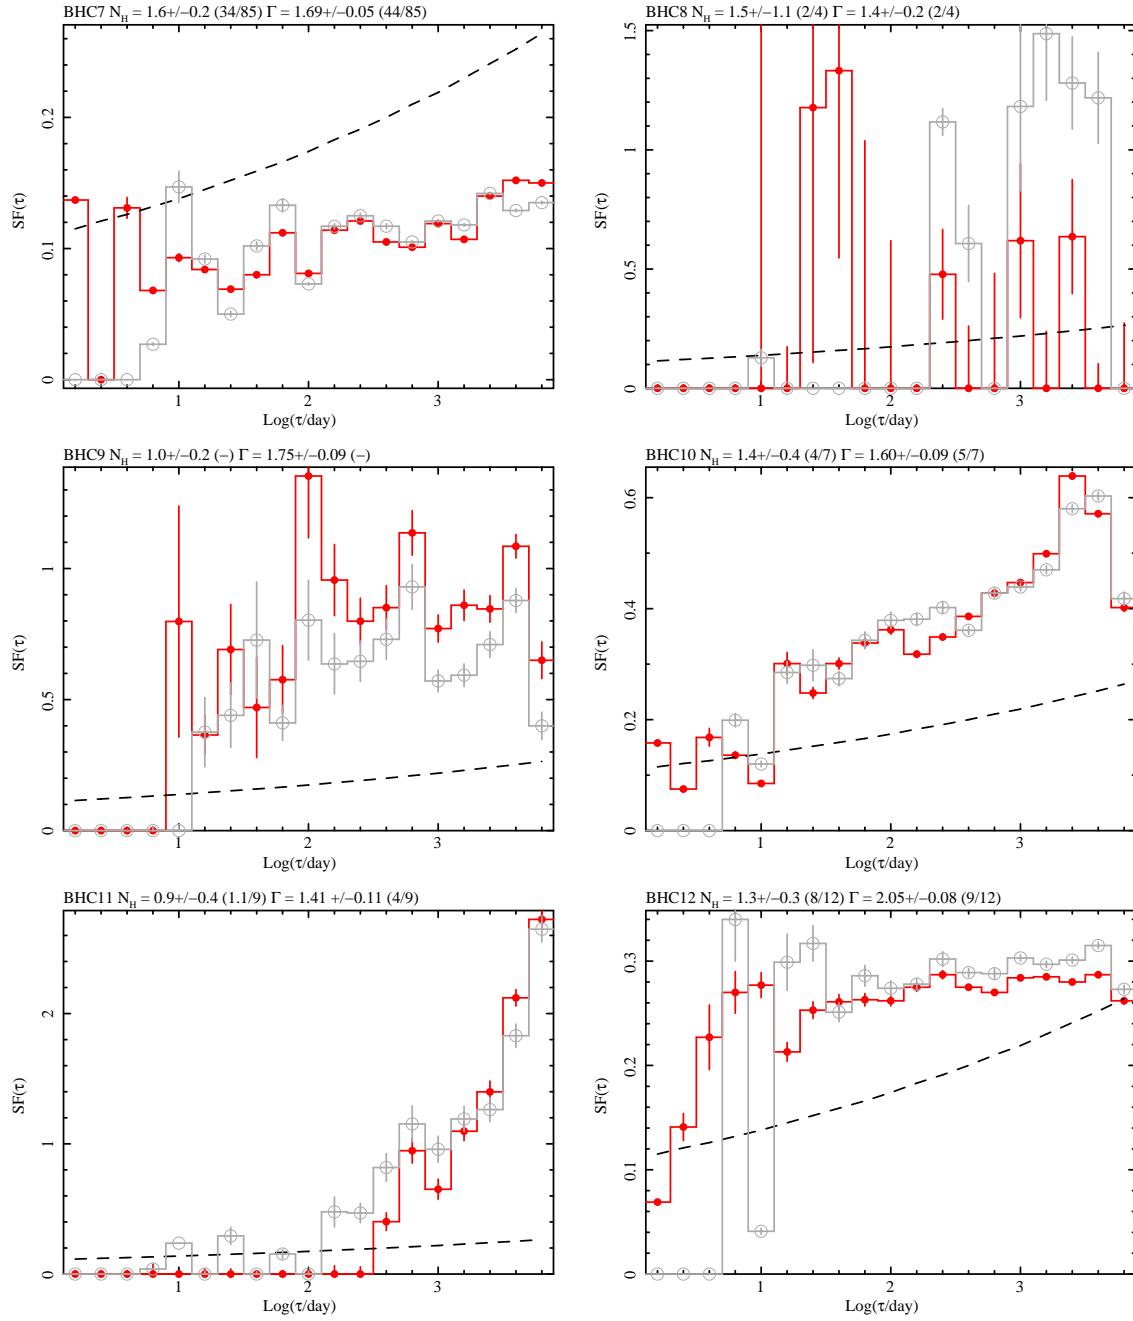 BHC7 N_H = 1.6+/−0.2 (34/85) Γ = 1.69+/−0.05 (44/85)
SF(τ)
0.2
0.1
0
1 2 3
Log(τ/day)
BHC8 N_H = 1.5+/−1.1 (2/4) Γ = 1.4+/−0.2 (2/4)
SF(τ)
1.5
1
0.5
0
1 2 3
Log(τ/day)
BHC9 N_H = 1.0+/−0.2 (−) Γ = 1.75+/−0.09 (−)
SF(τ)
1
0.5
0
1 2 3
Log(τ/day)
BHC10 N_H = 1.4+/−0.4 (4/7) Γ = 1.60+/−0.09 (5/7)
SF(τ)
0.6
0.4
0.2
0
1 2 3
Log(τ/day)
BHC11 N_H = 0.9+/−0.4 (1.1/9) Γ = 1.41 +/−0.11 (4/9)
SF(τ)
2
1
0
1 2 3
Log(τ/day)
BHC12 N_H = 1.3+/−0.3 (8/12) Γ = 2.05+/−0.08 (9/12)
SF(τ)
0.3
0.2
0.1
0
1 2 3
Log(τ/day)